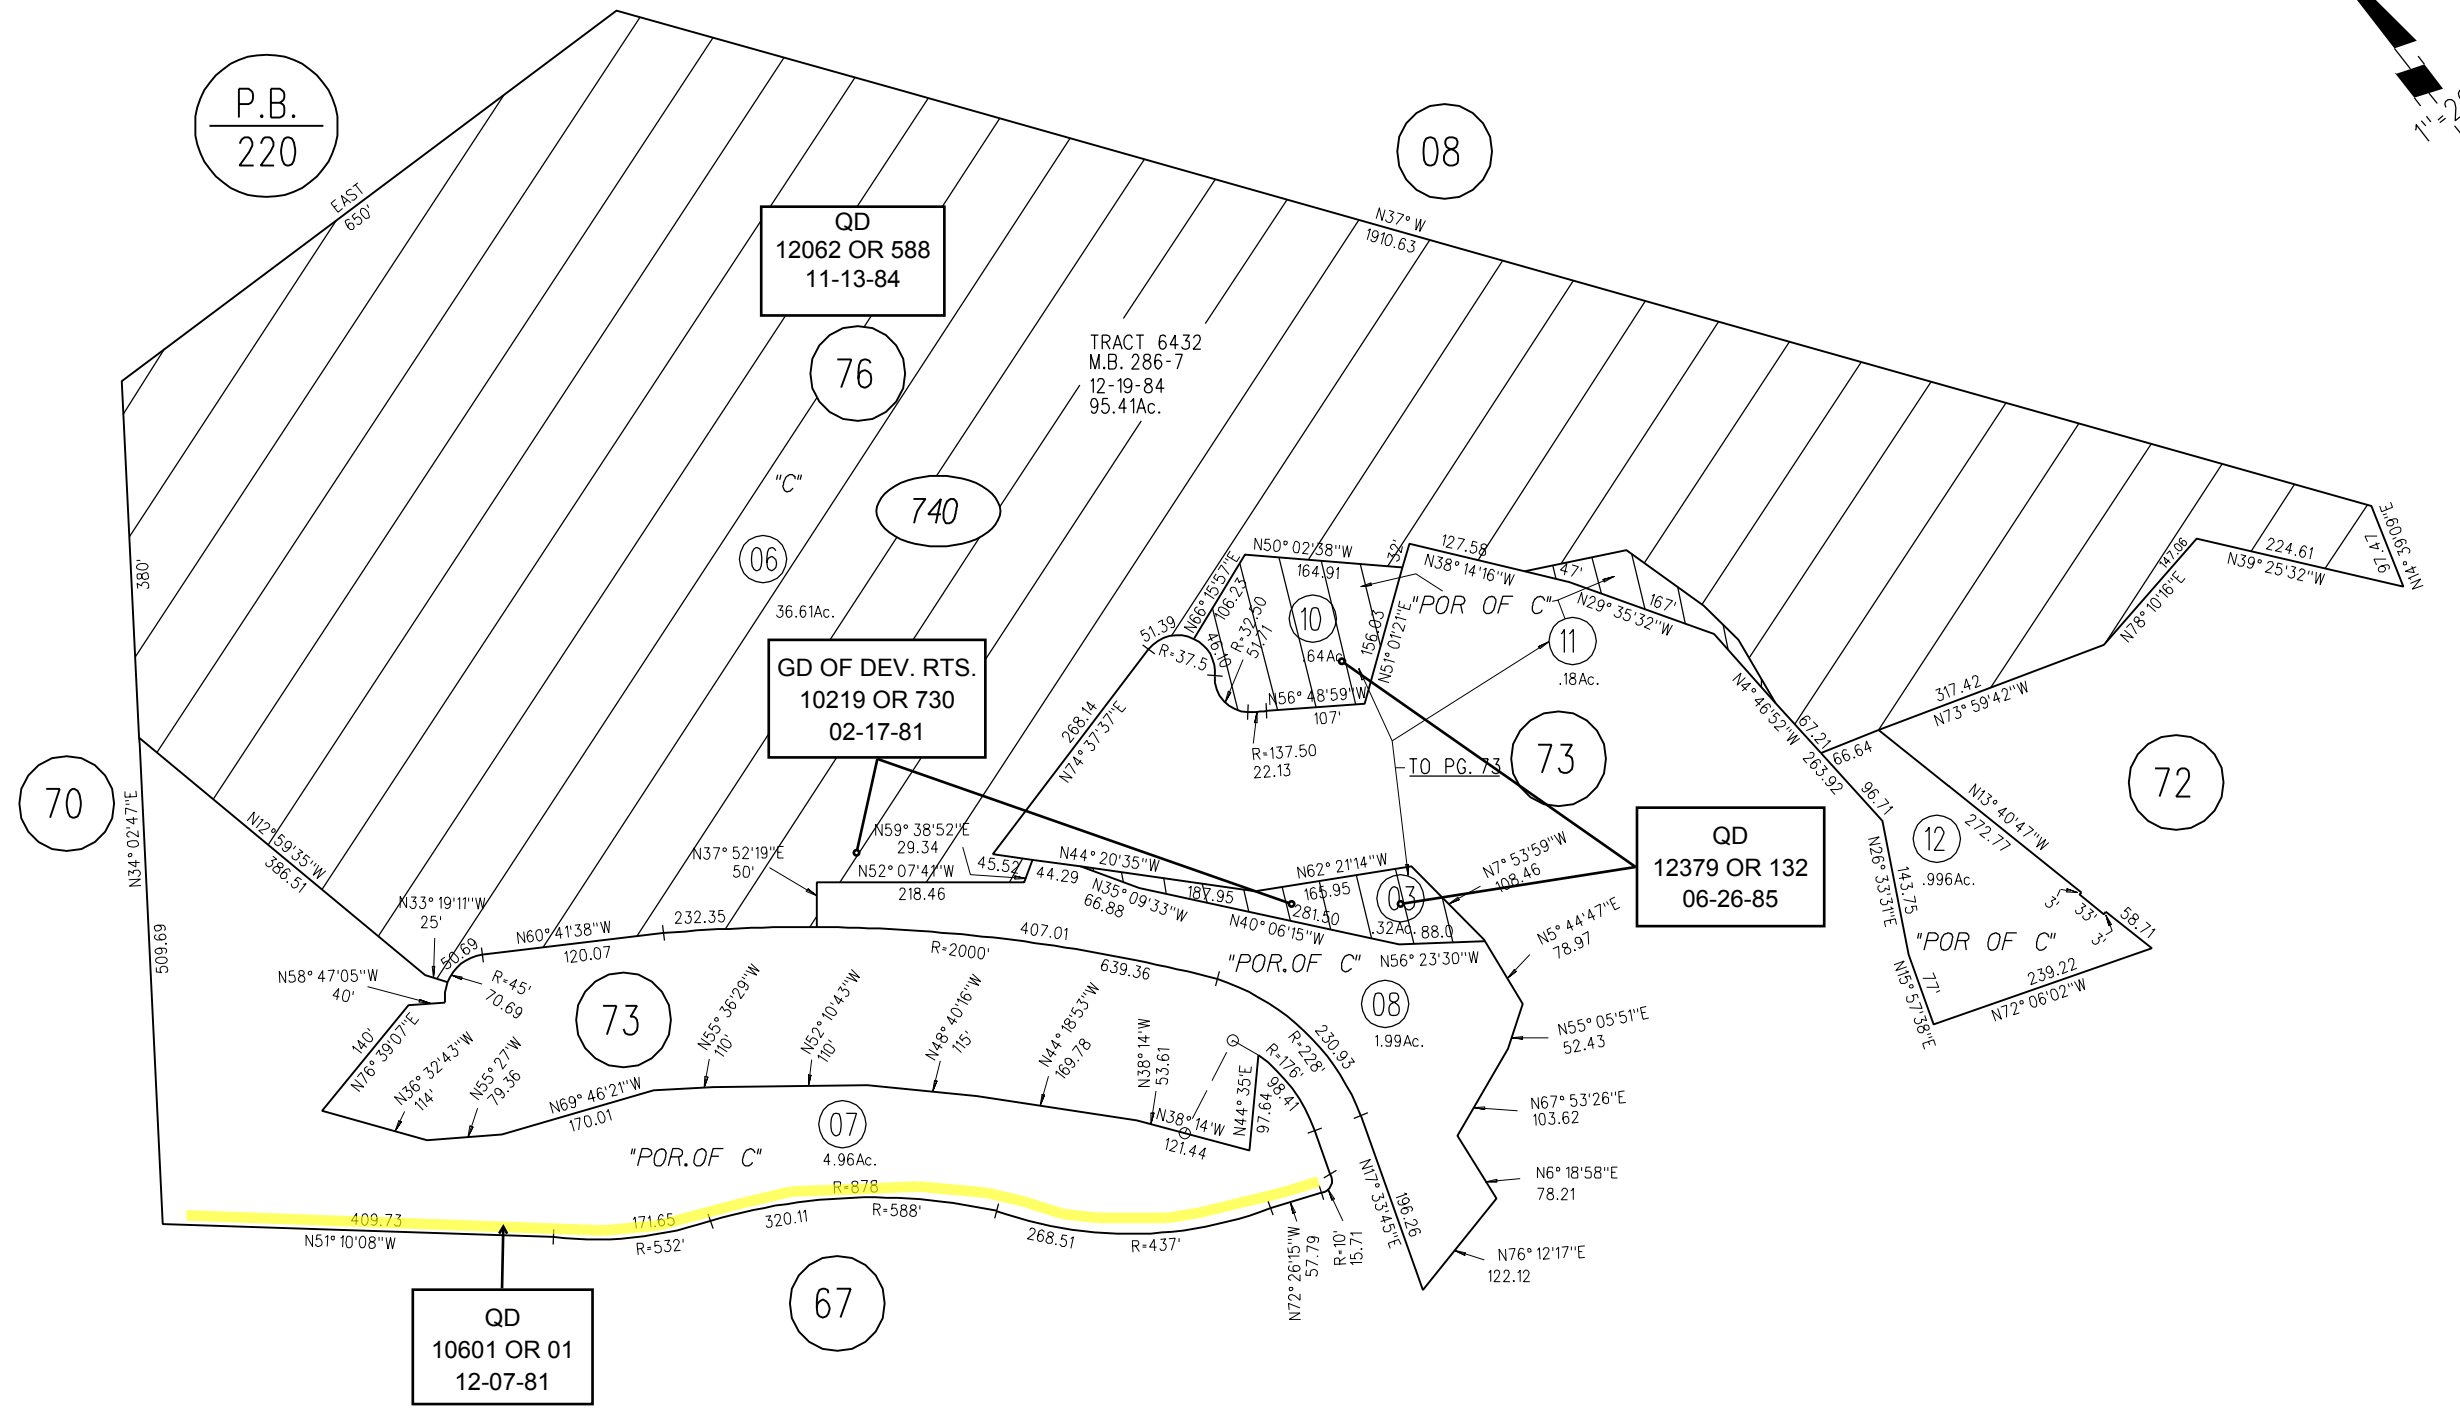 P.B.
220
EAST
650'
08
QD
12062 OR 588
11-13-84
N37° W
1910.63
76
TRACT 6432
M.B. 286-7
12-19-84
95.41Ac.
"C"
740
06
36.61Ac.
380'
GD OF DEV. RTS.
10219 OR 730
02-17-81
51.39
R=37.5
N66° 15'57"E
106.23
46.10
R=32.50
51.71
N50° 02'38"W
164.91
32'
10
.64Ac
156.03
N51° 01'21"E
N56° 48'59"W
107'
R=137.50
22.13
127.58
N38° 14'16"W
47'
"POR OF C"
167'
N29° 35'32"W
11
.18Ac.
N14° 39'09"E
97.47
224.61
N39° 25'32"W
147.06
N78° 10'16"E
317.42
N73° 59'42"W
N4° 46'52"W
67.21
263.92
66.64
96.71
268.14
N74° 37'37"E
TO PG. 73
73
72
70
N34° 02'47"E
509.69
N12° 59'35"W
386.51
N33° 19'11"W
25'
N58° 47'05"W
40'
50.69
R=45'
70.69
N60° 41'38"W
120.07
232.35
N37° 52'19"E
50'
N59° 38'52"E
29.34
N52° 07'41"W
218.46
45.52
44.29
N44° 20'35"W
N35° 09'33"W
66.88
187.95
N62° 21'14"W
165.95
281.50
N40° 06'15"W
03
.32Ac.
88.0
N56° 23'30"W
N7° 53'59"W
108.46
QD
12379 OR 132
06-26-85
12
.996Ac.
N13° 40'47"W
272.77
3'
33'
3'
58.71
N26° 33'31"E
143.75
"POR OF C"
239.22
N72° 06'02"W
77'
N15° 57'38"E
407.01
R=2000'
639.36
"POR.OF C"
08
1.99Ac.
N5° 44'47"E
78.97
N55° 05'51"E
52.43
N67° 53'26"E
103.62
N6° 18'58"E
78.21
N76° 12'17"E
122.12
140'
N76° 39'07"E
73
N36° 32'43"W
114'
N55° 27'W
79.36
N69° 46'21"W
170.01
N55° 36'29"W
110'
N52° 10'43"W
110'
N48° 40'16"W
115'
N44° 18'53"W
169.78
N38° 14'W
53.61
N38° 14'W
121.44
N44° 35'E
97.64
R=176'
98.41
R=228'
230.93
N17° 33'45"E
196.26
07
4.96Ac.
"POR.OF C"
R=878
409.73
N51° 10'08"W
171.65
R=532'
320.11
R=588'
268.51
R=437'
N72° 26'15"W
57.79
R=10'
15.71
67
QD
10601 OR 01
12-07-81